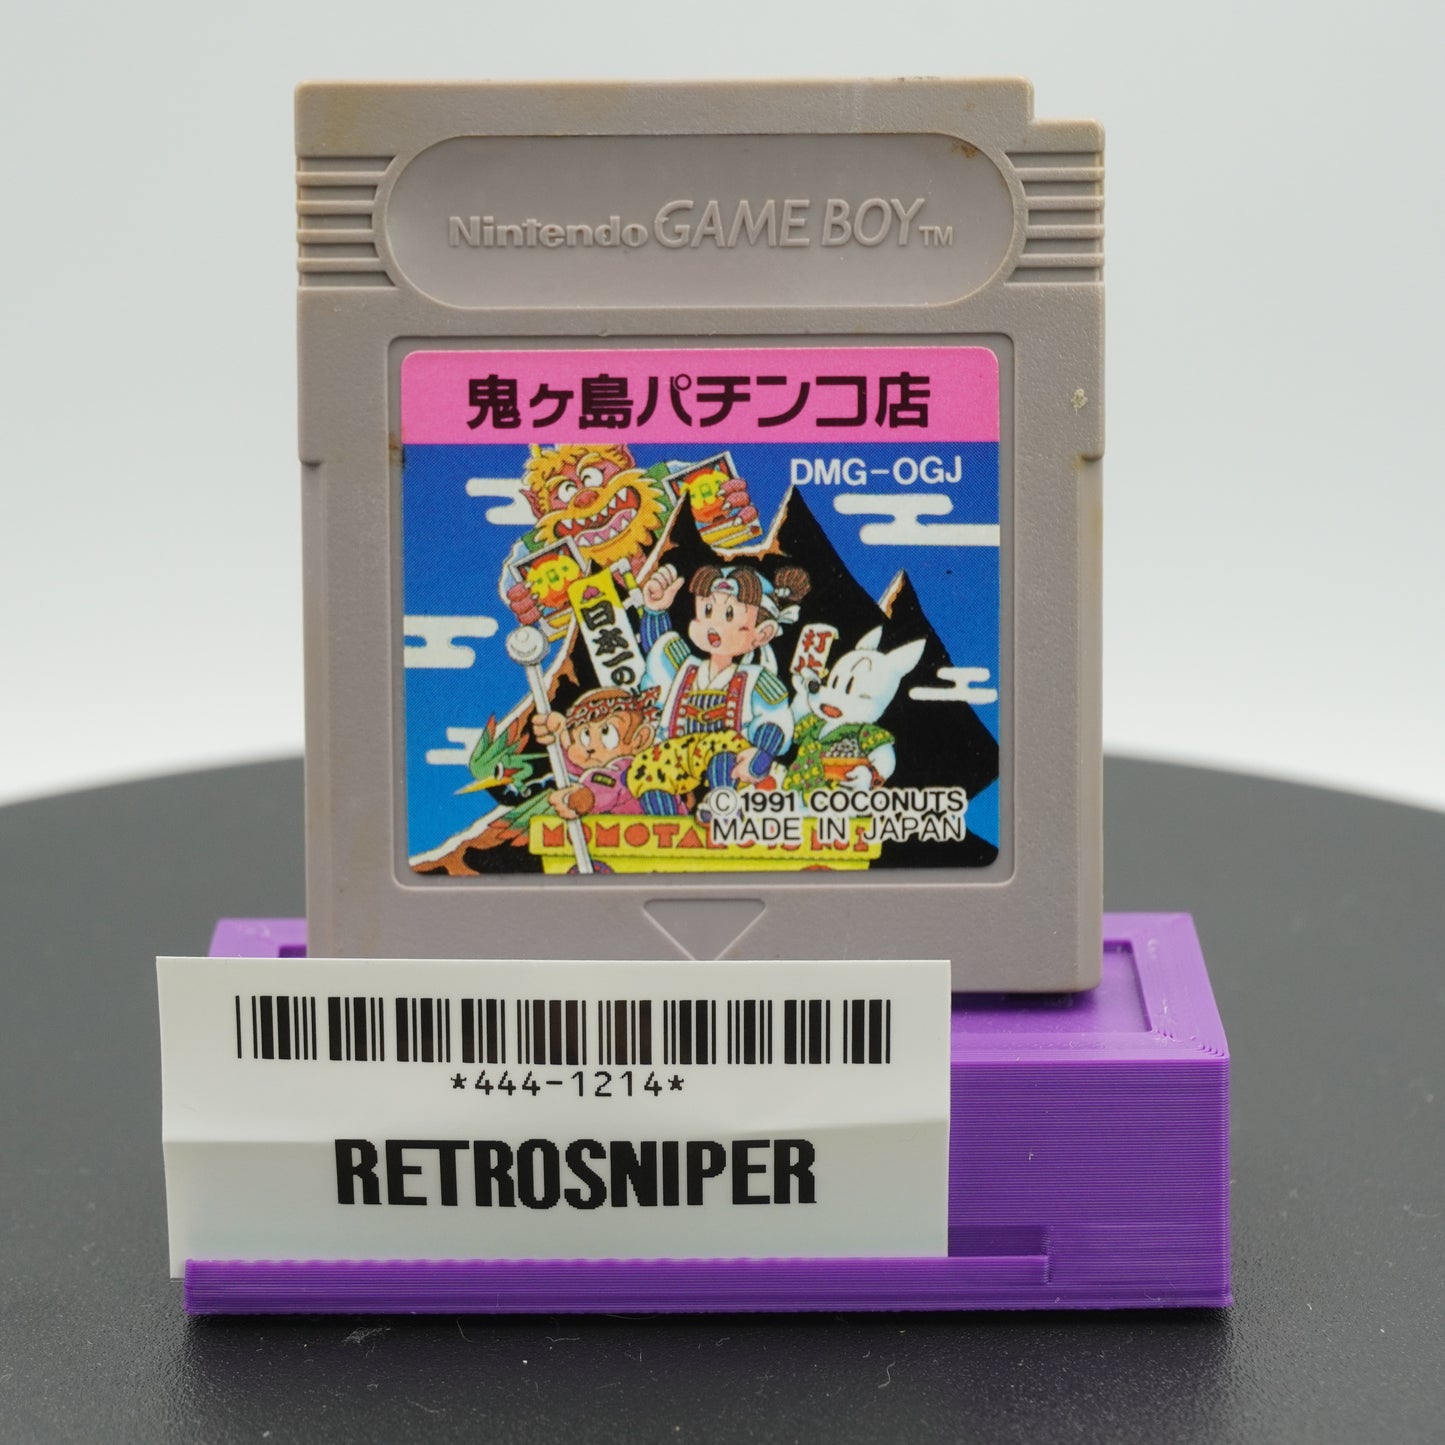 Nintendo GAME BOY™
鬼ヶ島パチンコ店
DMG-OGJ
日本一の
打
© 1991 COCONUTS
MADE IN JAPAN
*444-1214*
RETROSNIPER